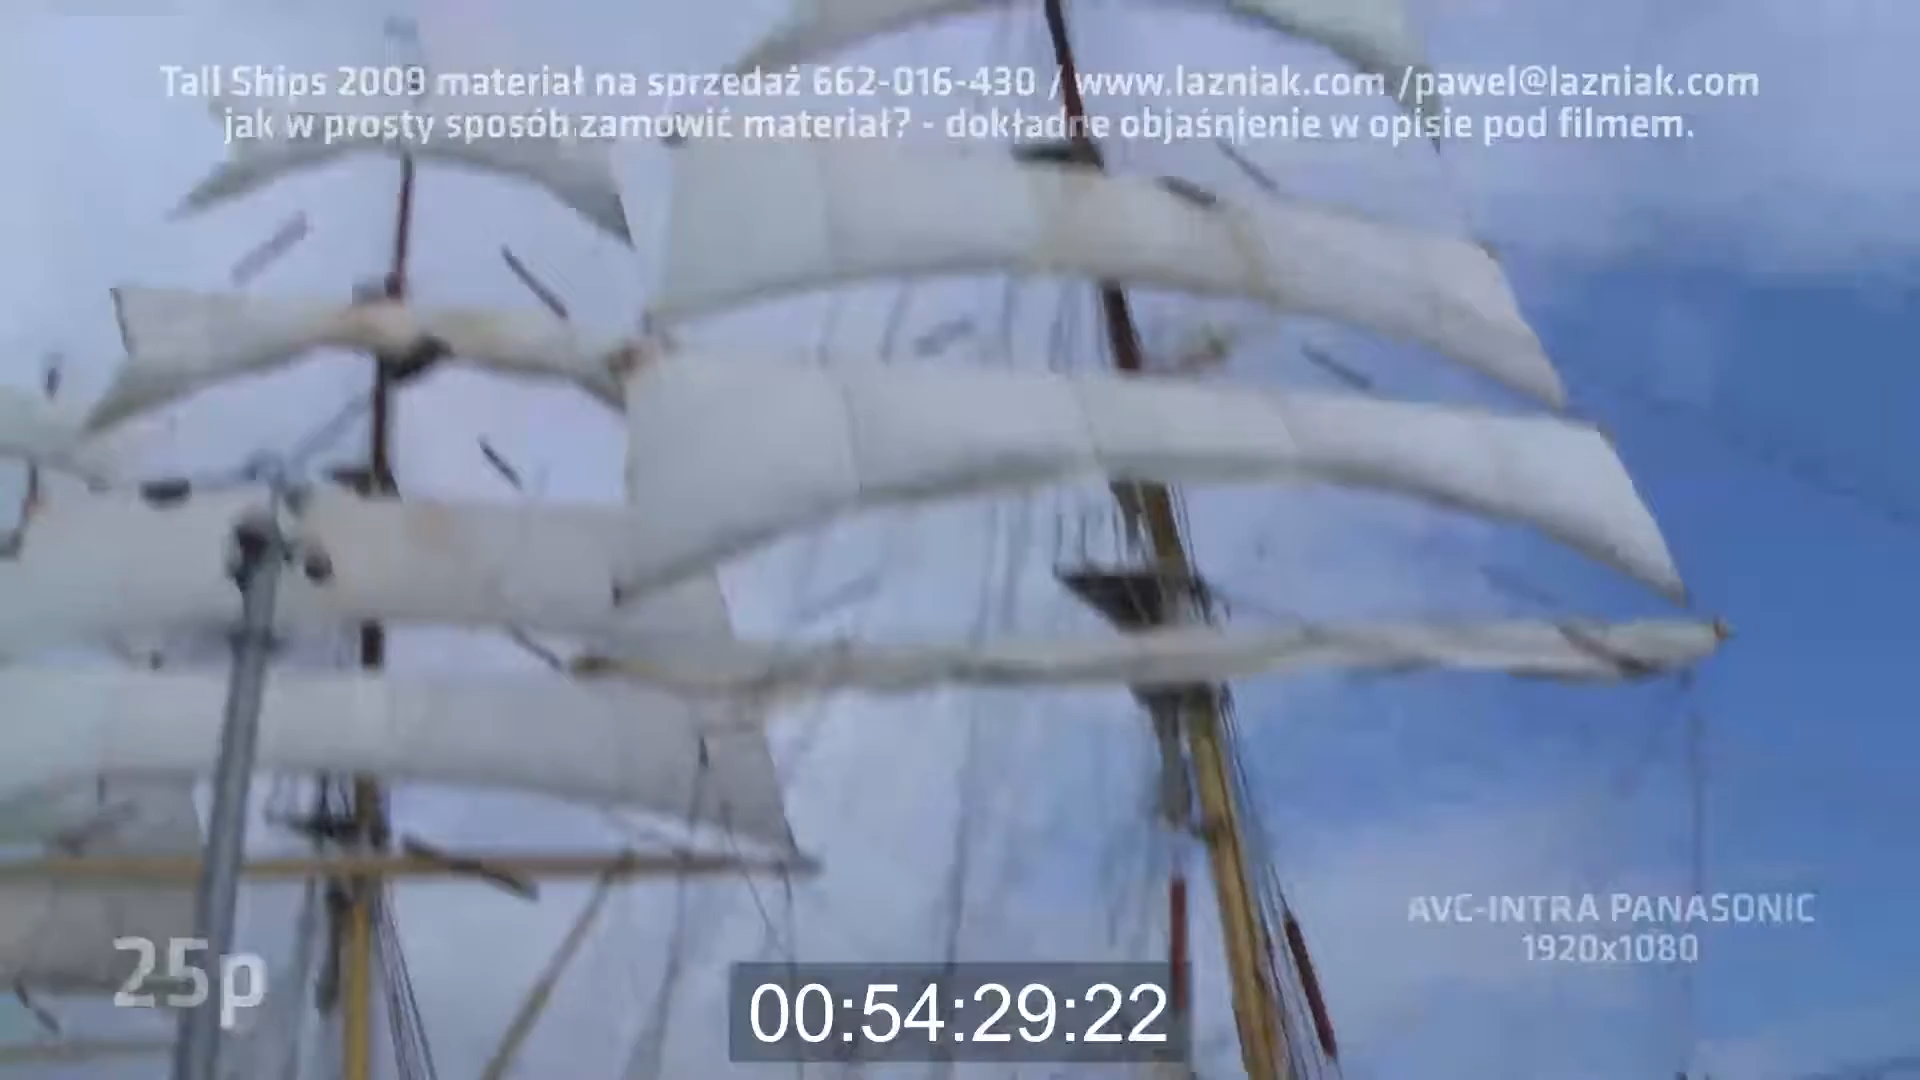 Tall Ships 2009 materiał na sprzedaż 662-016-430 / www.lazniak.com /pawel@lazniak.com
jak w prosty sposób zamówić materiał? - dokładne objaśnienie w opisie pod filmem.
AVC-INTRA PANASONIC
1920x1080
25p
00:54:29:22